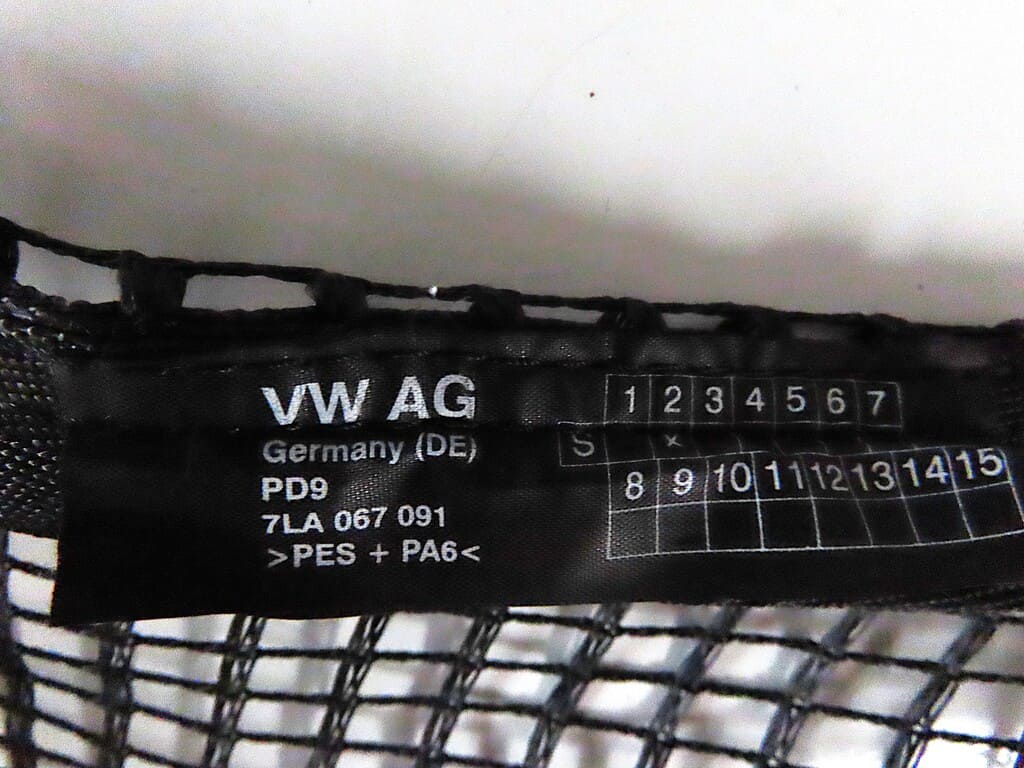 VW AG
Germany (DE)
PD9
7LA 067 091
>PES + PA6<
1 2 3 4 5 6 7
S x
8 9 10 11 12 13 14 15